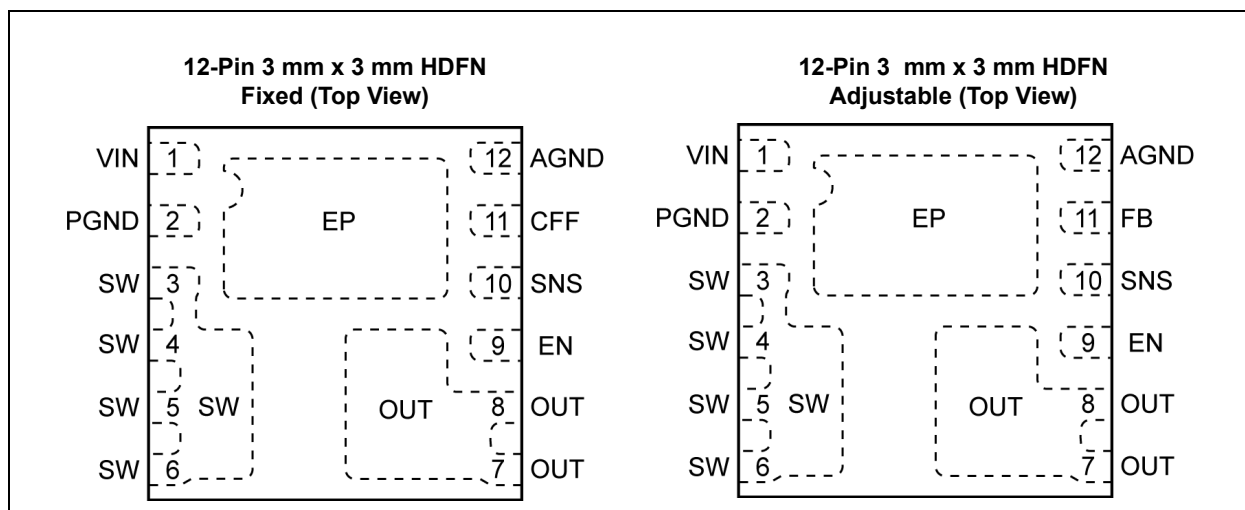 12-Pin 3 mm x 3 mm HDFN
Fixed (Top View)
VIN 1 12 AGND
PGND 2 EP 11 CFF
SW 3 10 SNS
SW 4 9 EN
SW 5 SW OUT 8 OUT
SW 6 7 OUT
12-Pin 3 mm x 3 mm HDFN
Adjustable (Top View)
VIN 1 12 AGND
PGND 2 EP 11 FB
SW 3 10 SNS
SW 4 9 EN
SW 5 SW OUT 8 OUT
SW 6 7 OUT